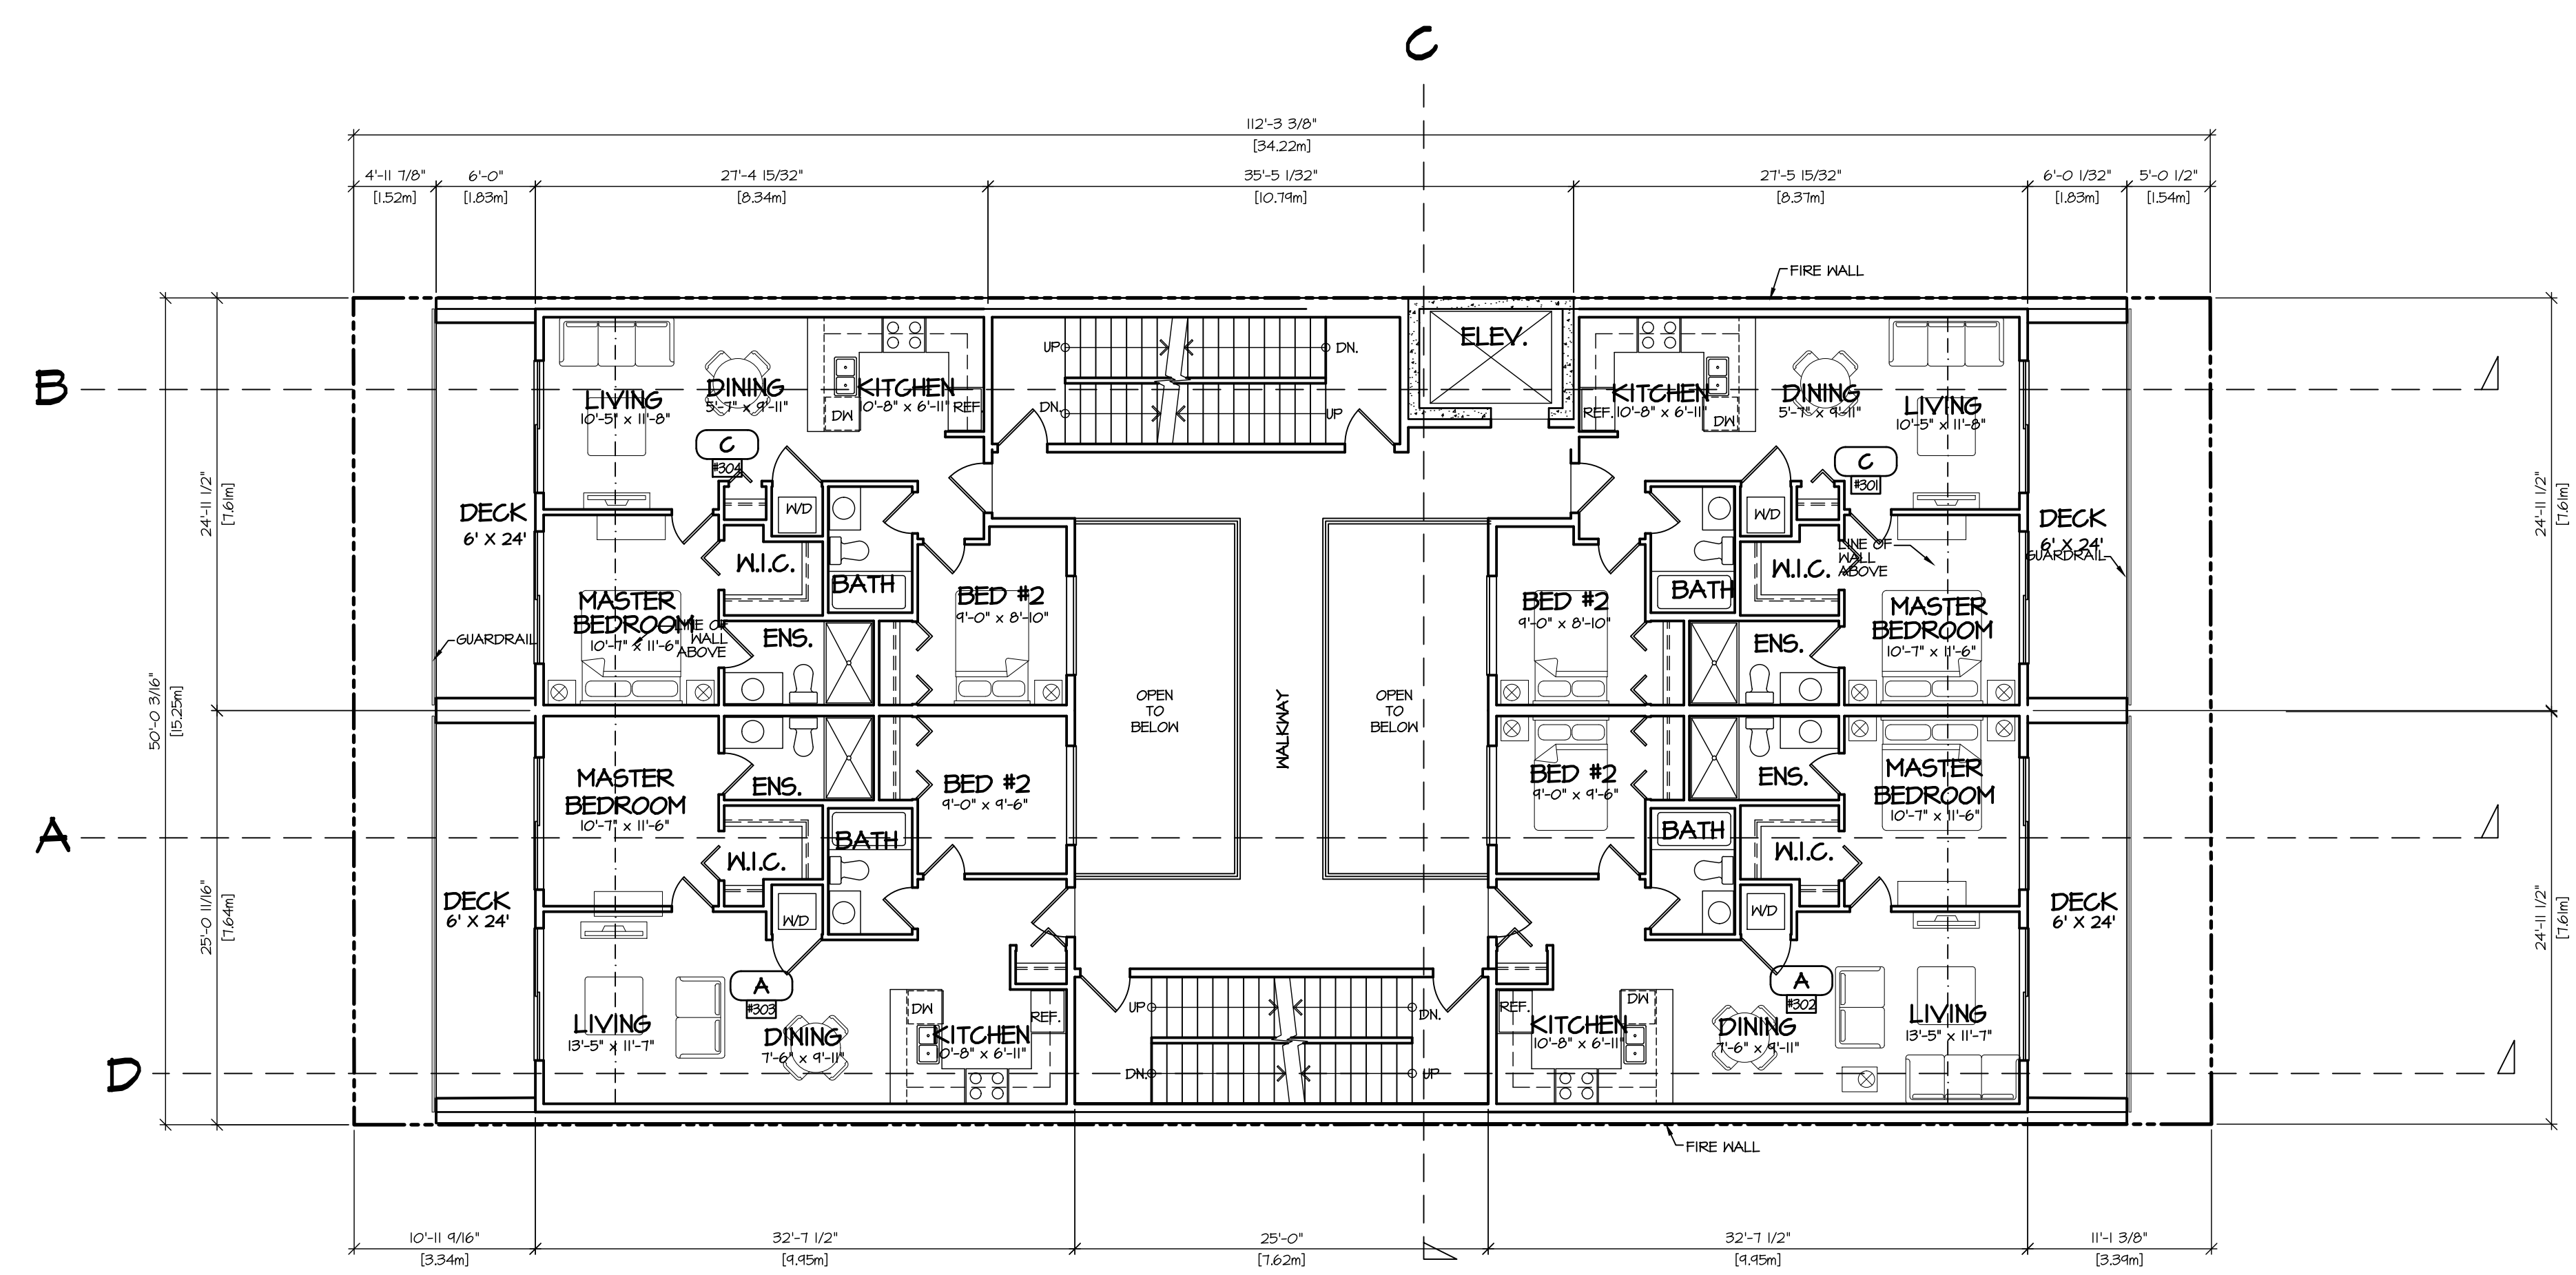 C
112'-3 3/8"
[34.22m]
4'-11 7/8"
[1.52m]
6'-0"
[1.83m]
27'-4 15/32"
[8.34m]
35'-5 1/32"
[10.79m]
27'-5 15/32"
[8.37m]
6'-0 1/32"
[1.83m]
5'-0 1/2"
[1.54m]
FIRE WALL
B
24'-11 1/2"
[7.61m]
50'-0 3/16"
[15.25m]
A
25'-0 11/16"
[7.64m]
D
DECK
6' X 24'
GUARDRAIL
LIVING
10'-5" x 11'-8"
DINING
5'-7" x 9'-11"
KITCHEN
10'-8" x 6'-11"
DW
REF.
C
#304
W/D
W.I.C.
BATH
MASTER
BEDROOM
10'-7" x 11'-6"
LINE OF
WALL
ABOVE
ENS.
BED #2
9'-0" x 8'-10"
UP
DN.
DN.
UP
ELEV.
OPEN
TO
BELOW
WALKWAY
OPEN
TO
BELOW
KITCHEN
10'-8" x 6'-11"
REF.
DW
DINING
5'-7" x 9'-11"
LIVING
10'-5" x 11'-8"
C
#301
W/D
W.I.C.
BATH
LINE OF
WALL
ABOVE
DECK
6' X 24'
GUARDRAIL
BED #2
9'-0" x 8'-10"
ENS.
MASTER
BEDROOM
10'-7" x 11'-6"
24'-11 1/2"
[7.61m]
MASTER
BEDROOM
10'-7" x 11'-6"
ENS.
BED #2
9'-0" x 9'-6"
BATH
W.I.C.
W/D
DECK
6' X 24'
A
#303
LIVING
13'-5" x 11'-7"
DINING
7'-6" x 9'-11"
DW
KITCHEN
10'-8" x 6'-11"
REF.
UP
DN.
DN.
UP
BED #2
9'-0" x 9'-6"
ENS.
MASTER
BEDROOM
10'-7" x 11'-6"
BATH
W.I.C.
W/D
DECK
6' X 24'
A
#302
REF.
DW
KITCHEN
10'-8" x 6'-11"
DINING
7'-6" x 9'-11"
LIVING
13'-5" x 11'-7"
24'-11 1/2"
[7.61m]
FIRE WALL
10'-11 9/16"
[3.34m]
32'-7 1/2"
[9.95m]
25'-0"
[7.62m]
32'-7 1/2"
[9.95m]
11'-1 3/8"
[3.39m]